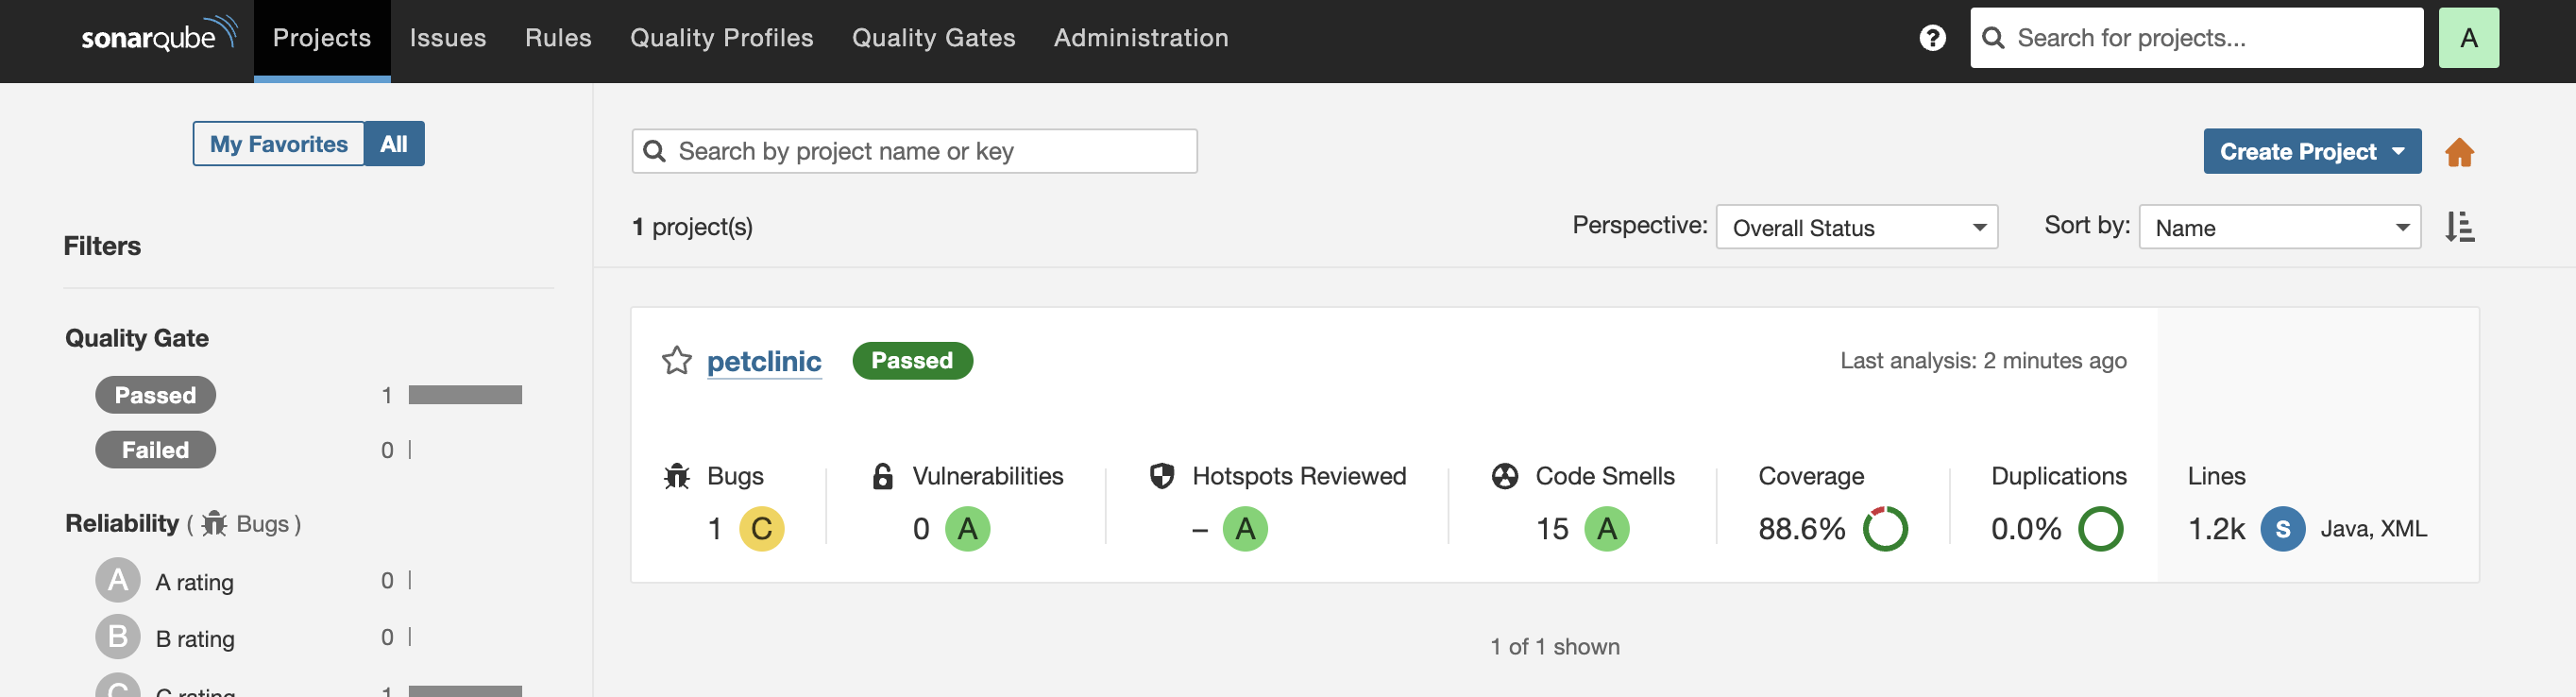 sonarqube Projects Issues Rules Quality Profiles Quality Gates Administration ? Search for projects... A
My Favorites All
Search by project name or key
Create Project
1 project(s)
Perspective: Overall Status
Sort by: Name
Filters
Quality Gate
Passed 1
Failed 0
Reliability ( Bugs )
A A rating 0
B B rating 0
C C rating 1
petclinic Passed
Last analysis: 2 minutes ago
Bugs Vulnerabilities Hotspots Reviewed Code Smells Coverage Duplications Lines
1 C 0 A – A 15 A 88.6% 0.0% 1.2k S Java, XML
1 of 1 shown